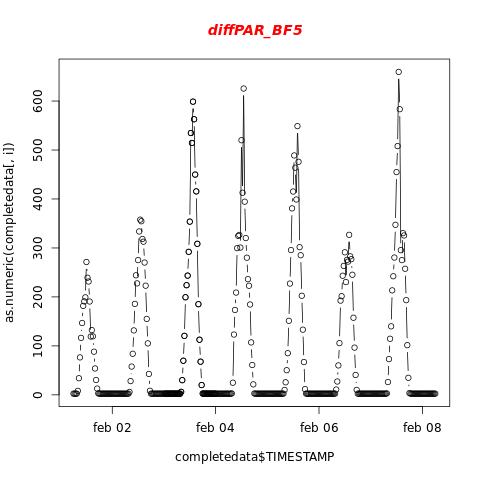 diffPAR_BF5
as.numeric(completedata[, i])
600
500
400
300
200
100
0
feb 02 feb 04 feb 06 feb 08
completedata$TIMESTAMP